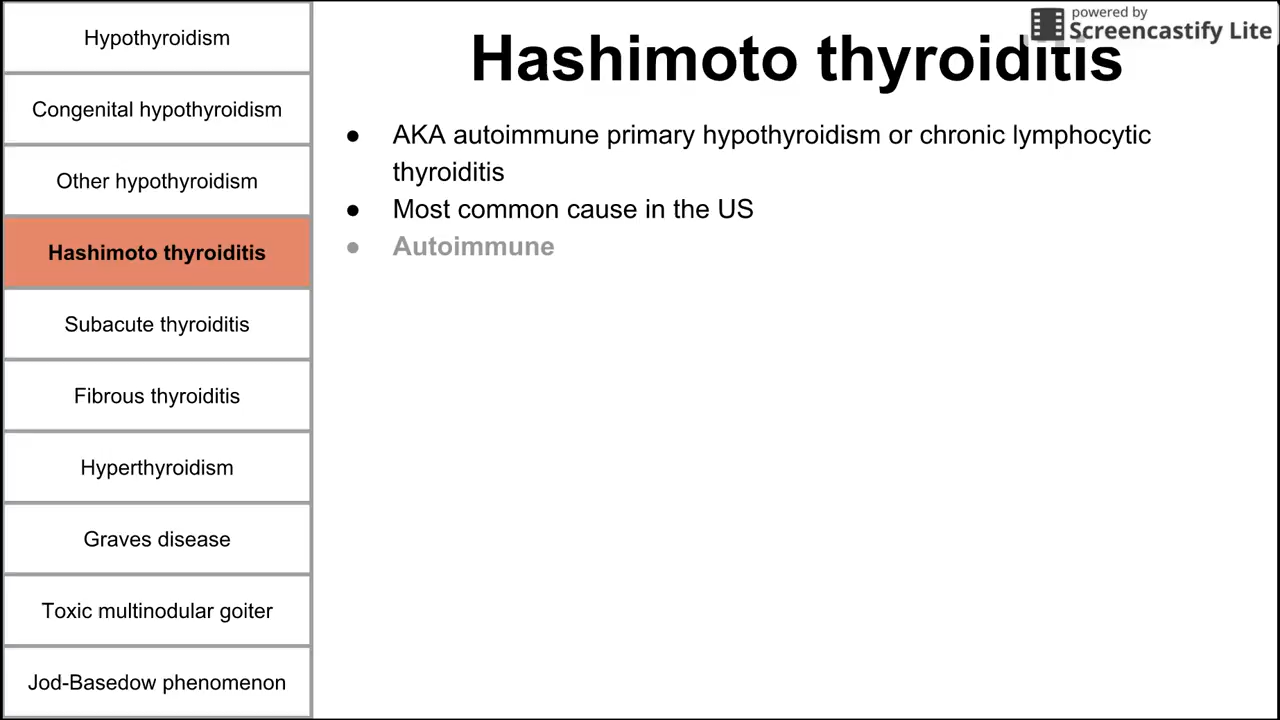 Hypothyroidism
Congenital hypothyroidism
Other hypothyroidism
Hashimoto thyroiditis
Subacute thyroiditis
Fibrous thyroiditis
Hyperthyroidism
Graves disease
Toxic multinodular goiter
Jod-Basedow phenomenon
powered by
Screencastify Lite
Hashimoto thyroiditis
● AKA autoimmune primary hypothyroidism or chronic lymphocytic
thyroiditis
● Most common cause in the US
● Autoimmune